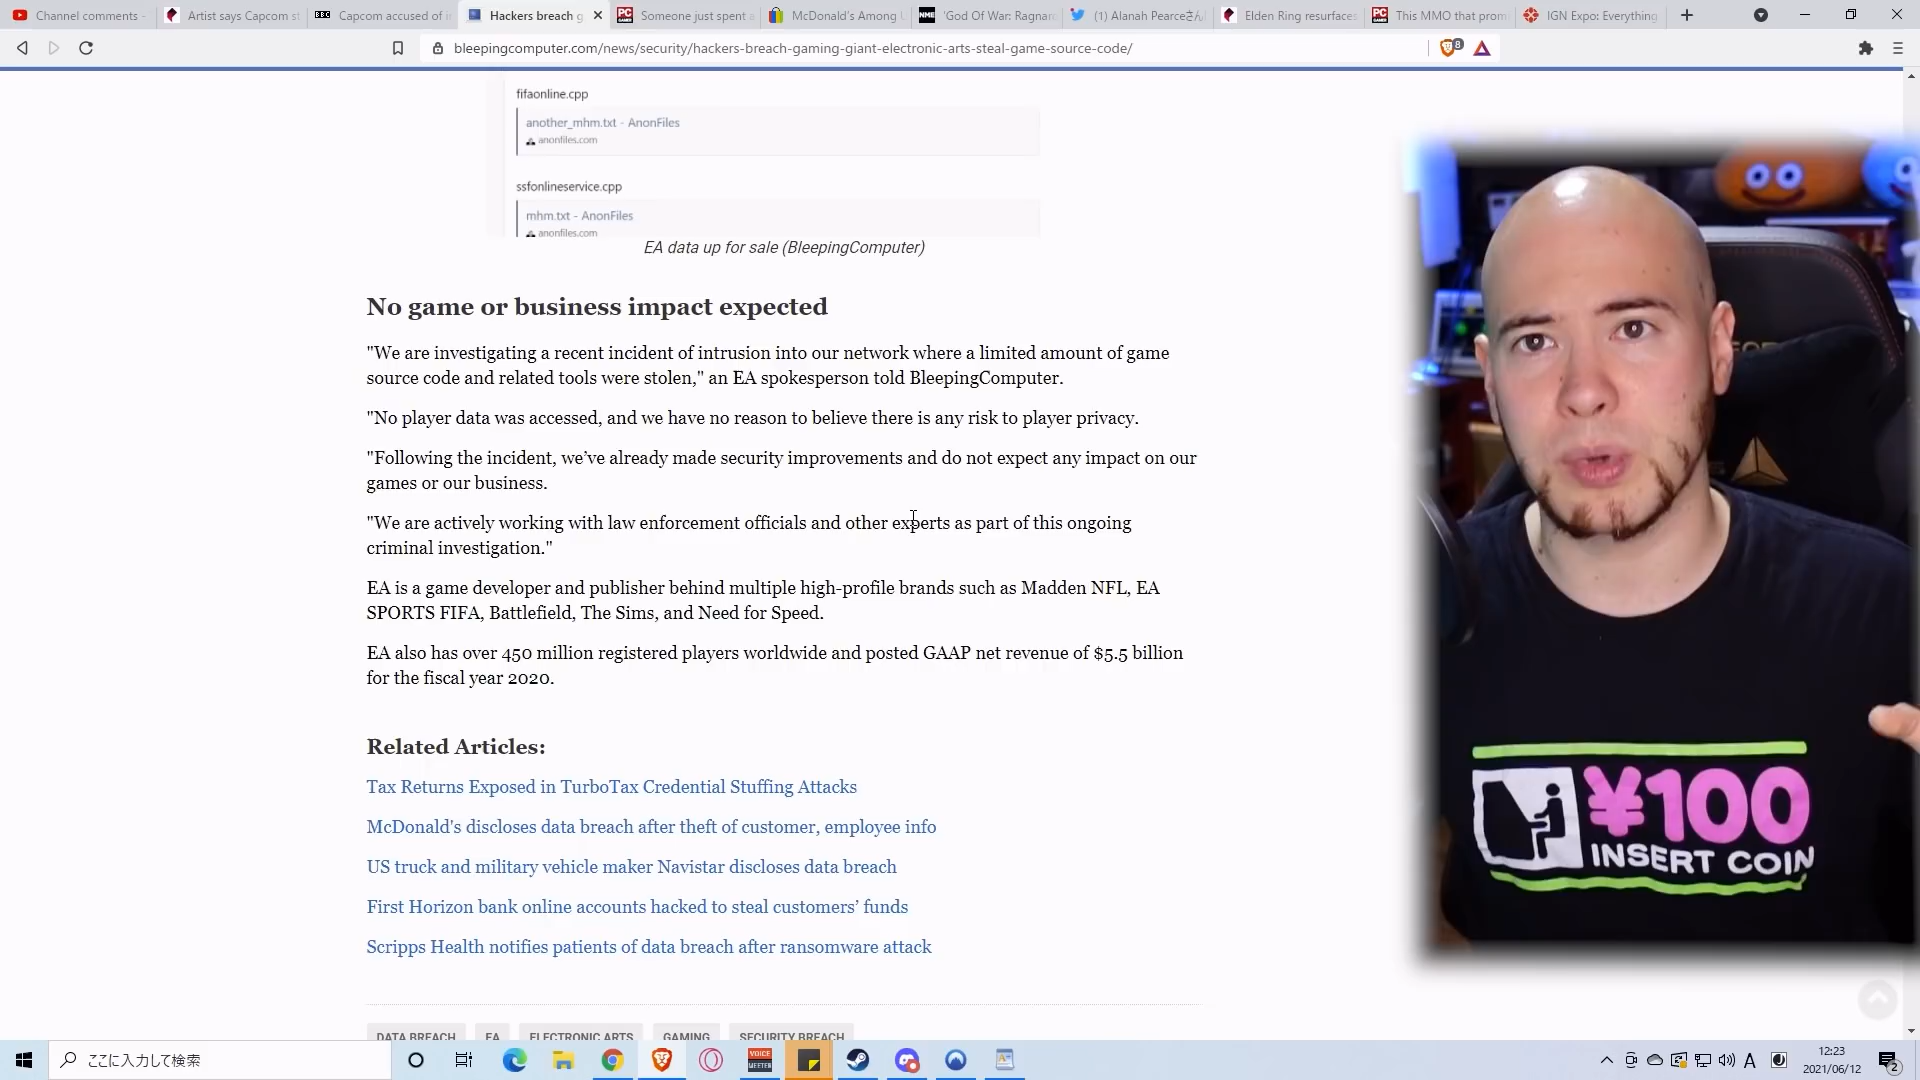 Channel comments -
Artist says Capcom st
Capcom accused of i
Hackers breach g
Someone just spent a
McDonald's Among U
'God Of War: Ragnar
(1) Alanah Pearceさん
Elden Ring resurfaces
This MMO that prom
IGN Expo: Everything
bleepingcomputer.com/news/security/hackers-breach-gaming-giant-electronic-arts-steal-game-source-code/
8
fifaonline.cpp
another_mhm.txt - AnonFiles
anonfiles.com
ssfonlineservice.cpp
mhm.txt - AnonFiles
anonfiles.com
EA data up for sale (BleepingComputer)
No game or business impact expected
"We are investigating a recent incident of intrusion into our network where a limited amount of game
source code and related tools were stolen," an EA spokesperson told BleepingComputer.
"No player data was accessed, and we have no reason to believe there is any risk to player privacy.
"Following the incident, we’ve already made security improvements and do not expect any impact on our
games or our business.
"We are actively working with law enforcement officials and other experts as part of this ongoing
criminal investigation."
EA is a game developer and publisher behind multiple high-profile brands such as Madden NFL, EA
SPORTS FIFA, Battlefield, The Sims, and Need for Speed.
EA also has over 450 million registered players worldwide and posted GAAP net revenue of $5.5 billion
for the fiscal year 2020.
Related Articles:
Tax Returns Exposed in TurboTax Credential Stuffing Attacks
McDonald's discloses data breach after theft of customer, employee info
US truck and military vehicle maker Navistar discloses data breach
First Horizon bank online accounts hacked to steal customers’ funds
Scripps Health notifies patients of data breach after ransomware attack
DATA BREACH
EA
ELECTRONIC ARTS
GAMING
SECURITY BREACH
¥100
INSERT COIN
ここに入力して検索
VOICE
MEETER
A
12:23
2021/06/12
2